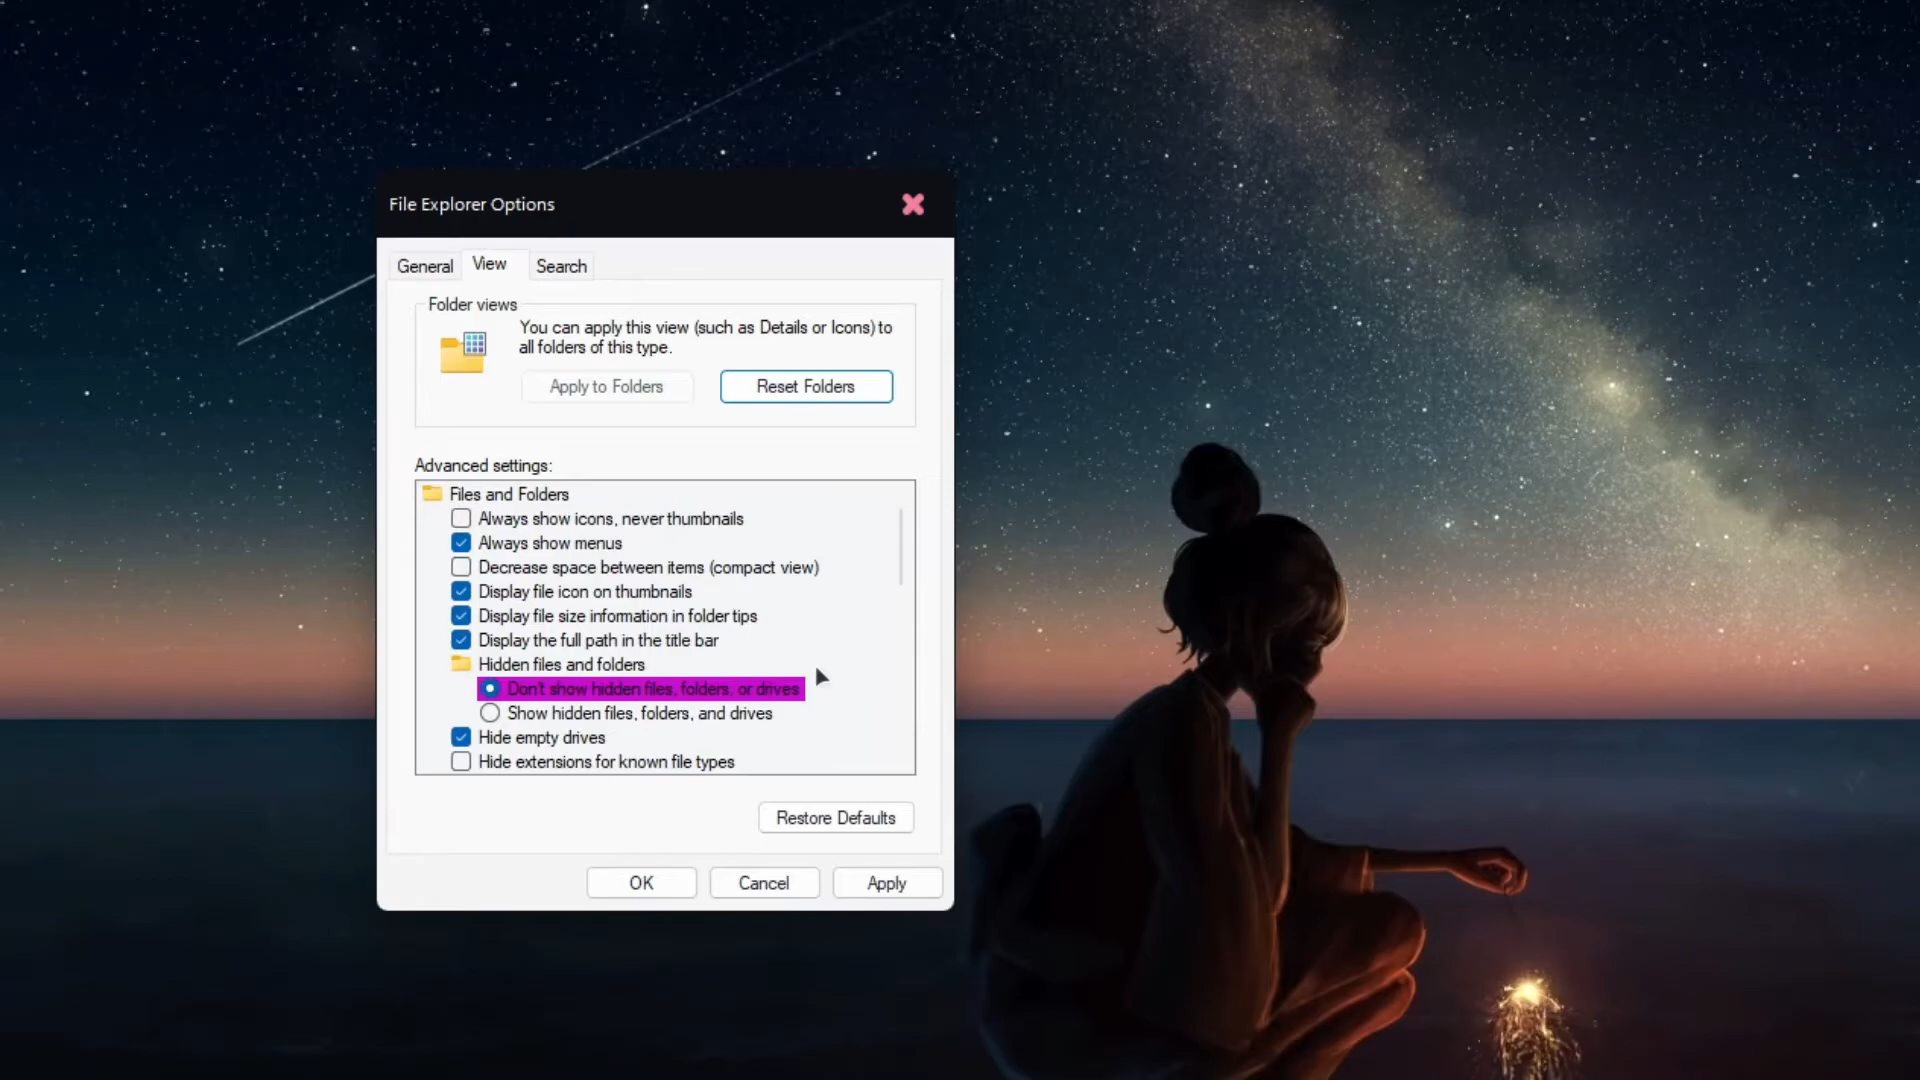 File Explorer Options
General
View
Search
Folder views
You can apply this view (such as Details or Icons) to
all folders of this type.
Apply to Folders
Reset Folders
Advanced settings:
Files and Folders
Always show icons, never thumbnails
Always show menus
Decrease space between items (compact view)
Display file icon on thumbnails
Display file size information in folder tips
Display the full path in the title bar
Hidden files and folders
Don't show hidden files, folders, or drives
Show hidden files, folders, and drives
Hide empty drives
Hide extensions for known file types
Restore Defaults
OK
Cancel
Apply